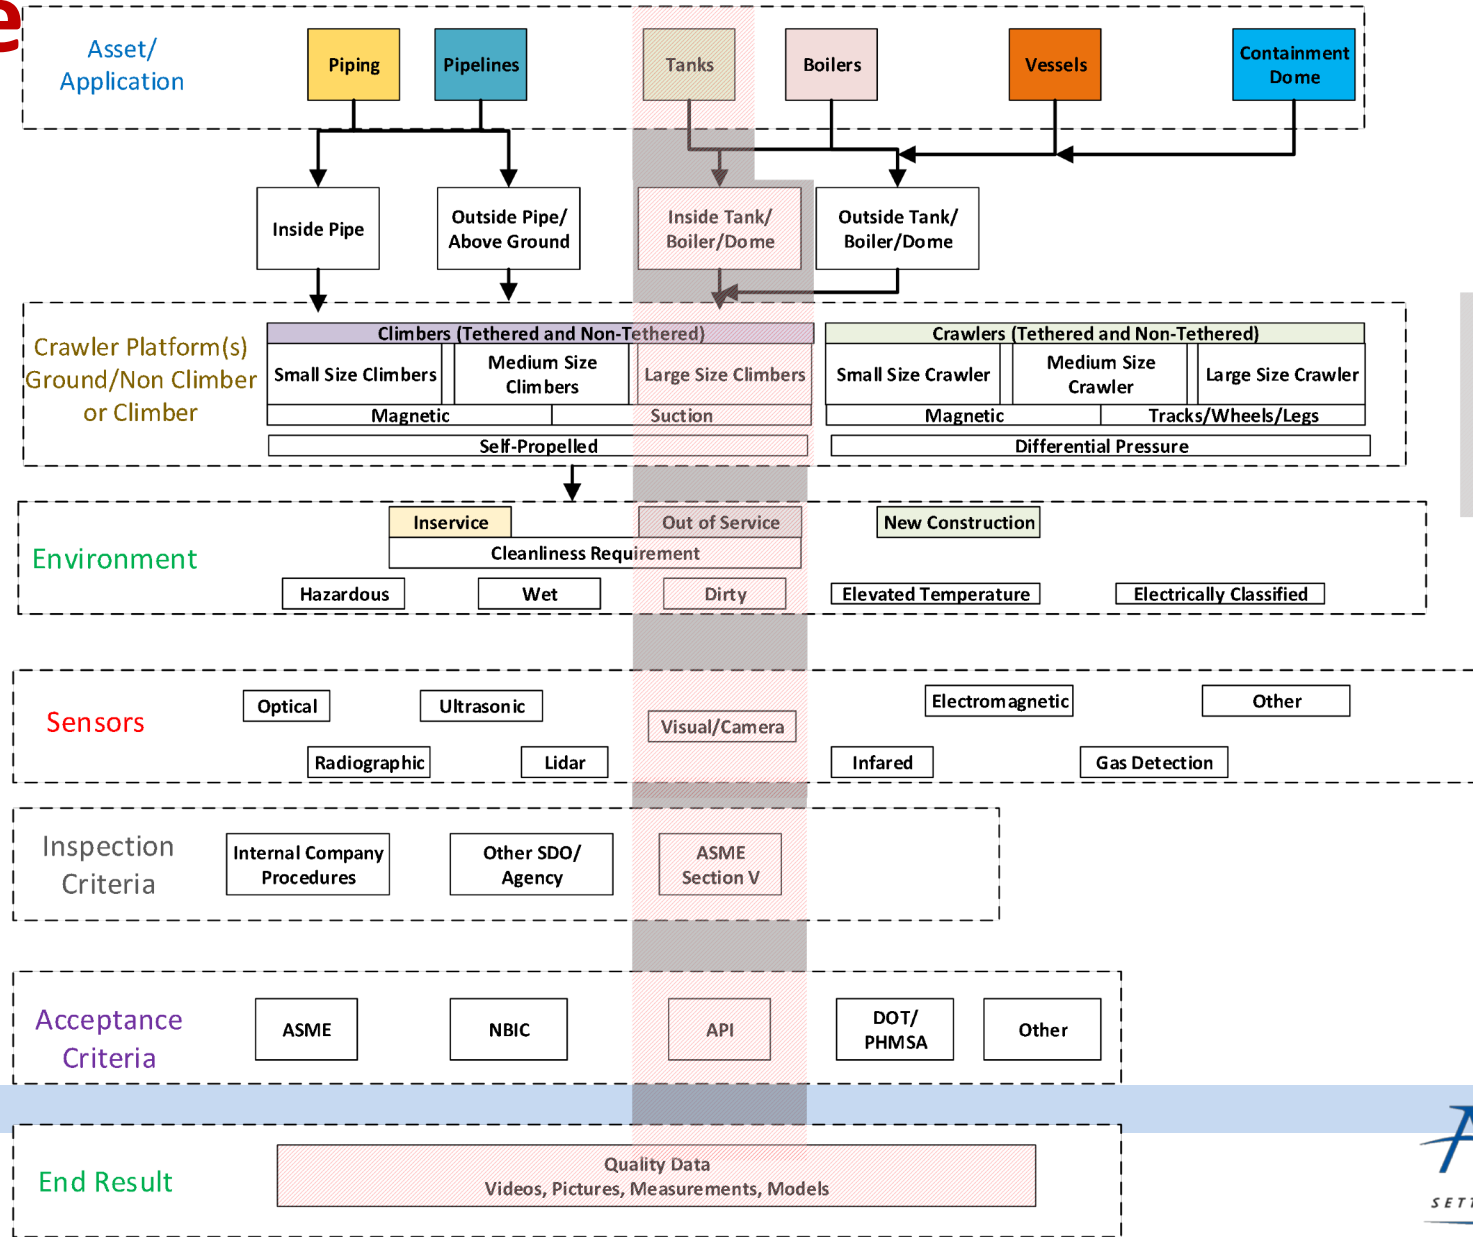 e
Asset/
Application
Piping
Pipelines
Tanks
Boilers
Vessels
Containment
Dome
Inside Pipe
Outside Pipe/
Above Ground
Inside Tank/
Boiler/Dome
Outside Tank/
Boiler/Dome
Crawler Platform(s)
Ground/Non Climber
or Climber
Climbers (Tethered and Non-Tethered)
Small Size Climbers
Medium Size
Climbers
Large Size Climbers
Magnetic
Suction
Self-Propelled
Crawlers (Tethered and Non-Tethered)
Small Size Crawler
Medium Size
Crawler
Large Size Crawler
Magnetic
Tracks/Wheels/Legs
Differential Pressure
Environment
Inservice
Out of Service
New Construction
Cleanliness Requirement
Hazardous
Wet
Dirty
Elevated Temperature
Electrically Classified
Sensors
Optical
Ultrasonic
Visual/Camera
Electromagnetic
Other
Radiographic
Lidar
Infared
Gas Detection
Inspection
Criteria
Internal Company
Procedures
Other SDO/
Agency
ASME
Section V
Acceptance
Criteria
ASME
NBIC
API
DOT/
PHMSA
Other
End Result
Quality Data
Videos, Pictures, Measurements, Models
SETT